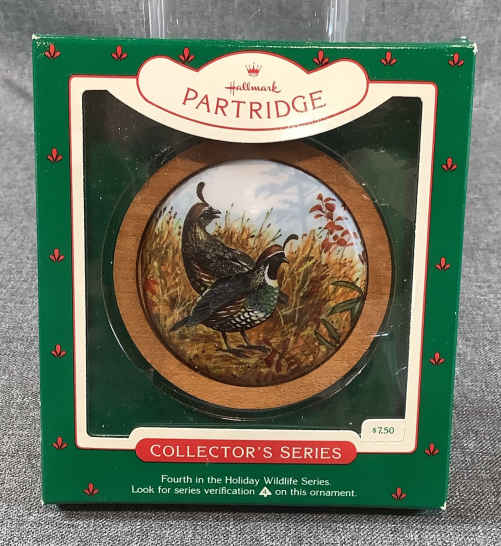 Hallmark
PARTRIDGE
$7.50
COLLECTOR'S SERIES
Fourth in the Holiday Wildlife Series.
Look for series verification 4 on this ornament.